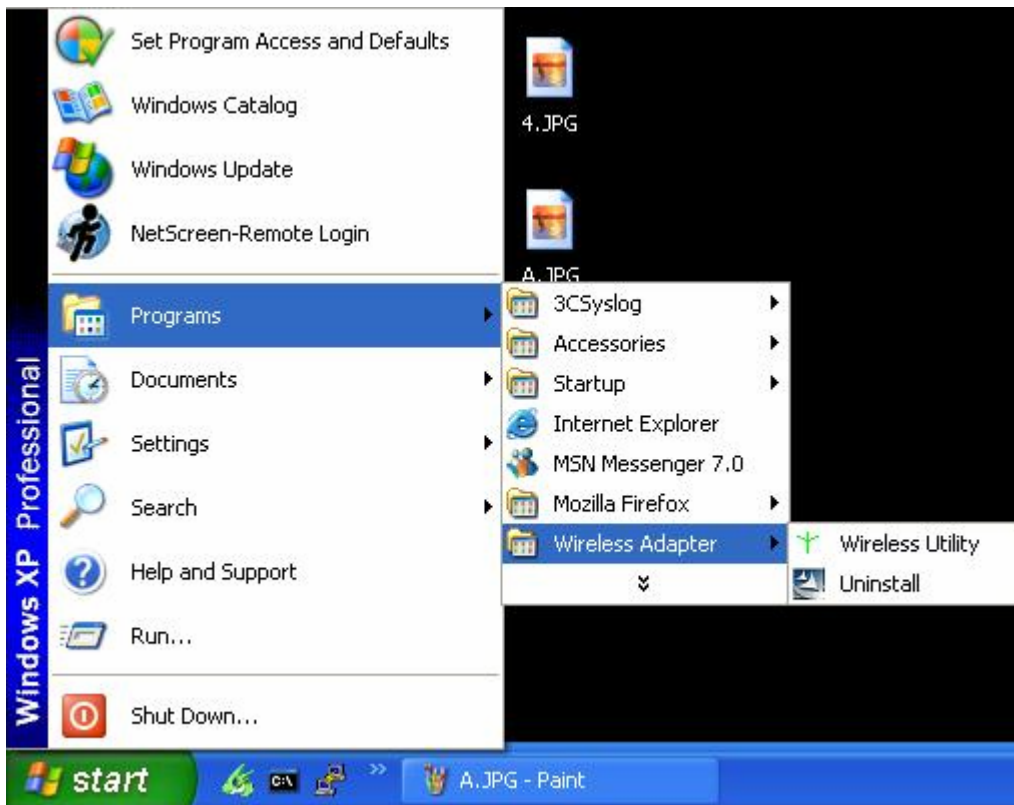 Set Program Access and Defaults
Windows Catalog
Windows Update
NetScreen-Remote Login
Programs
Documents
Settings
Search
Help and Support
Run...
Shut Down...
Windows XP Professional
4.JPG
A.JPG
3CSyslog
Accessories
Startup
Internet Explorer
MSN Messenger 7.0
Mozilla Firefox
Wireless Adapter
Wireless Utility
Uninstall
start
C:\
A.JPG - Paint